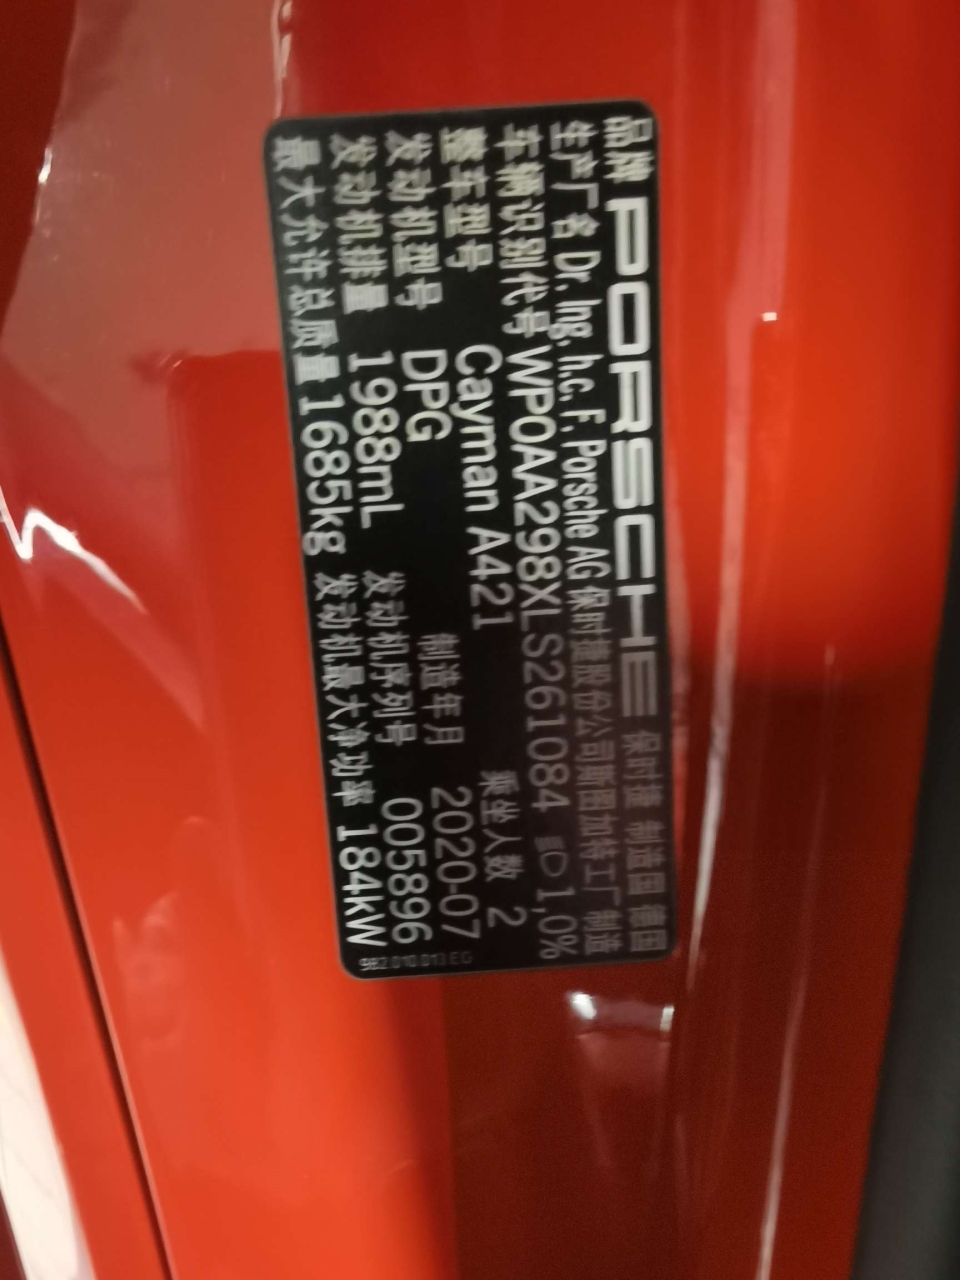 品牌 PORSCHE 保时捷 制造国 德国
生产厂名 Dr. Ing. h.c. F. Porsche AG 保时捷股份公司斯图加特工厂制造
车辆识别代号 WP0AA298XLS261084 1,0%
整车型号 Cayman A421 乘坐人数 2
发动机型号 DPG 制造年月 2020-07
发动机排量 1988mL 发动机序列号 005896
最大允许总质量 1685kg 发动机最大净功率 184kW
982.010.013.EG